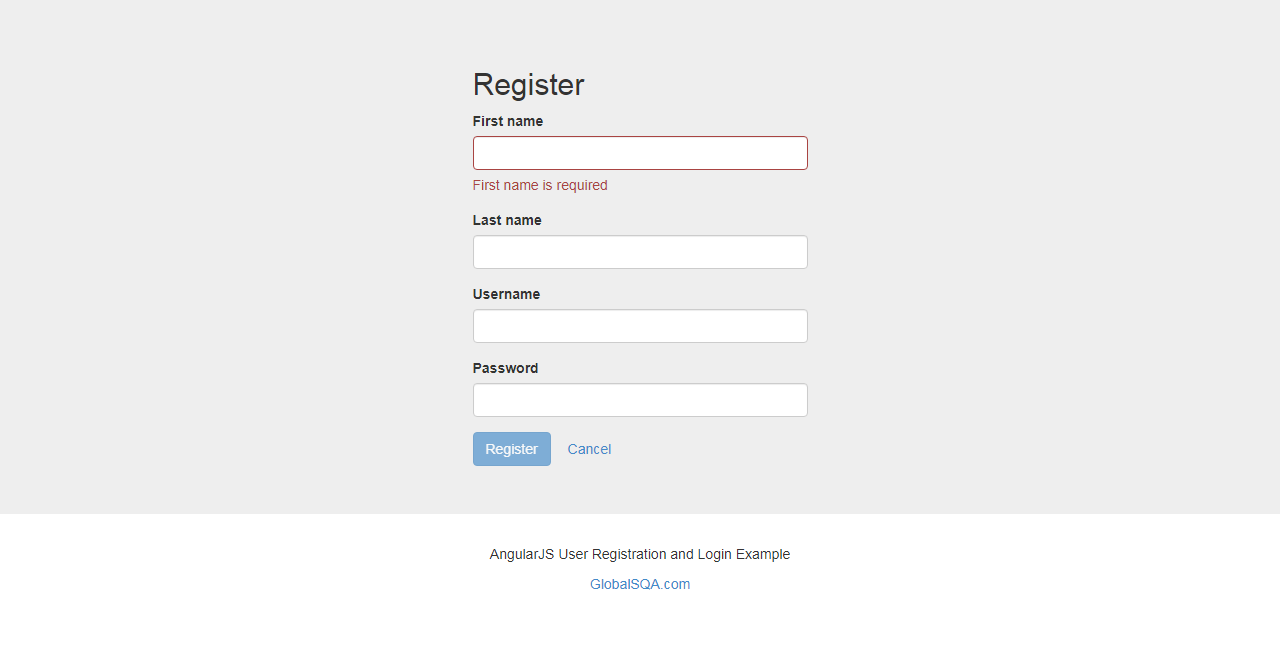 Register
First name
First name is required
Last name
Username
Password
Register Cancel
AngularJS User Registration and Login Example
GlobalSQA.com